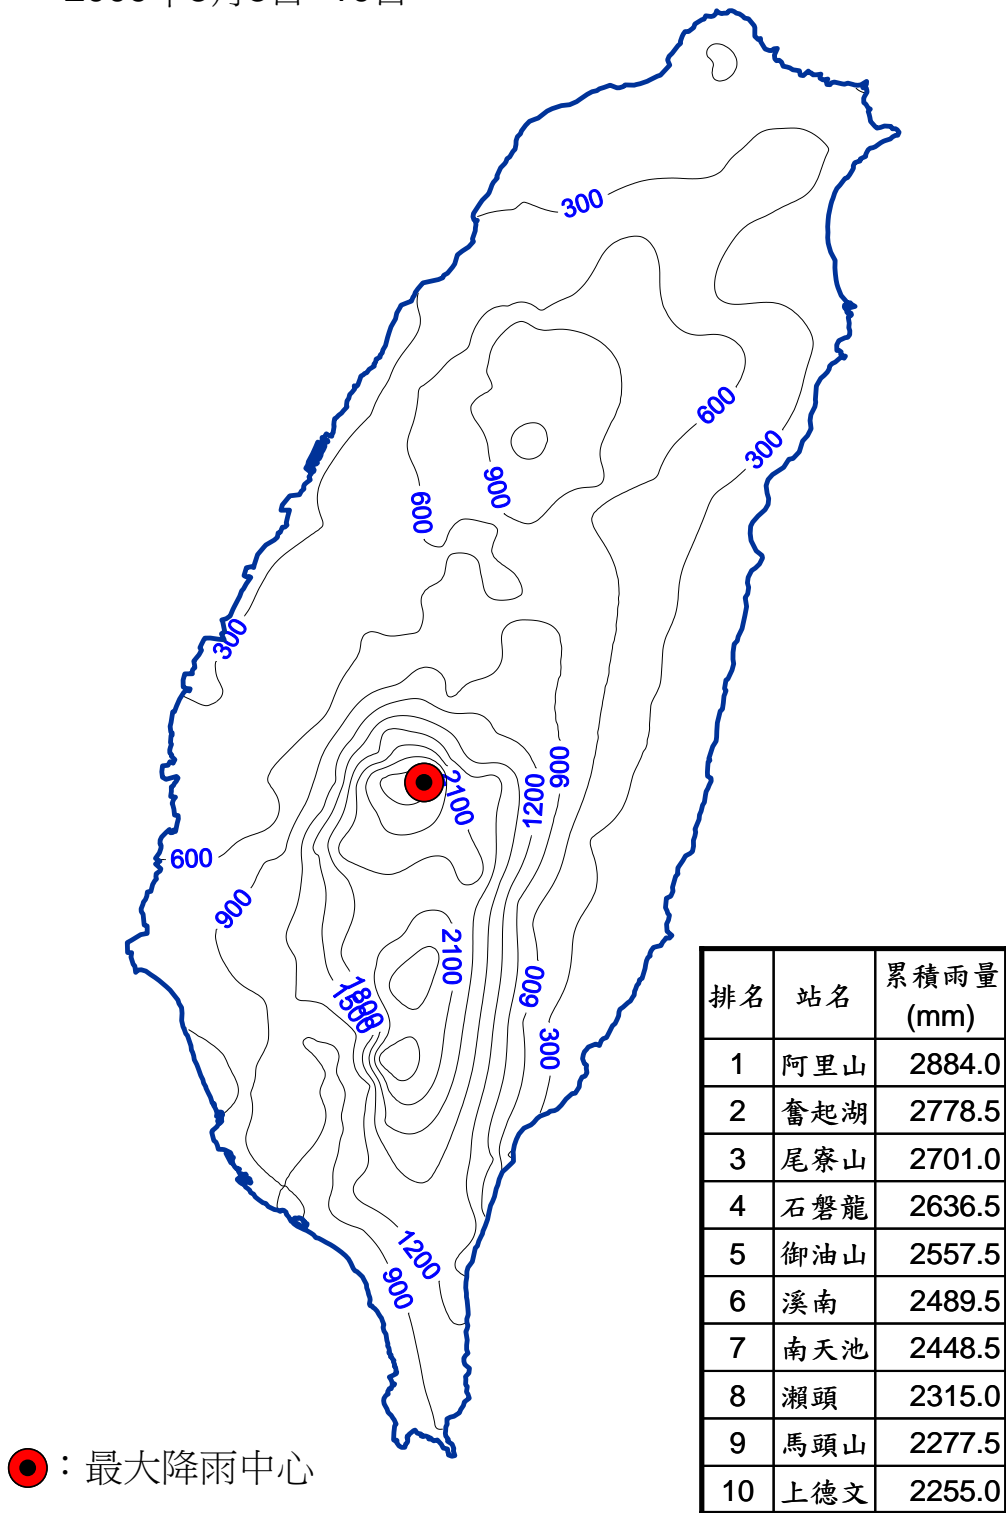 300
600
300
900
600
300
900
2100
1200
600
900
2100
600
1800
1500
300
1200
900
排名 站名 累積雨量(mm)
1 阿里山 2884.0
2 奮起湖 2778.5
3 尾寮山 2701.0
4 石磐龍 2636.5
5 御油山 2557.5
6 溪南 2489.5
7 南天池 2448.5
8 瀨頭 2315.0
9 馬頭山 2277.5
10 上德文 2255.0
：最大降雨中心